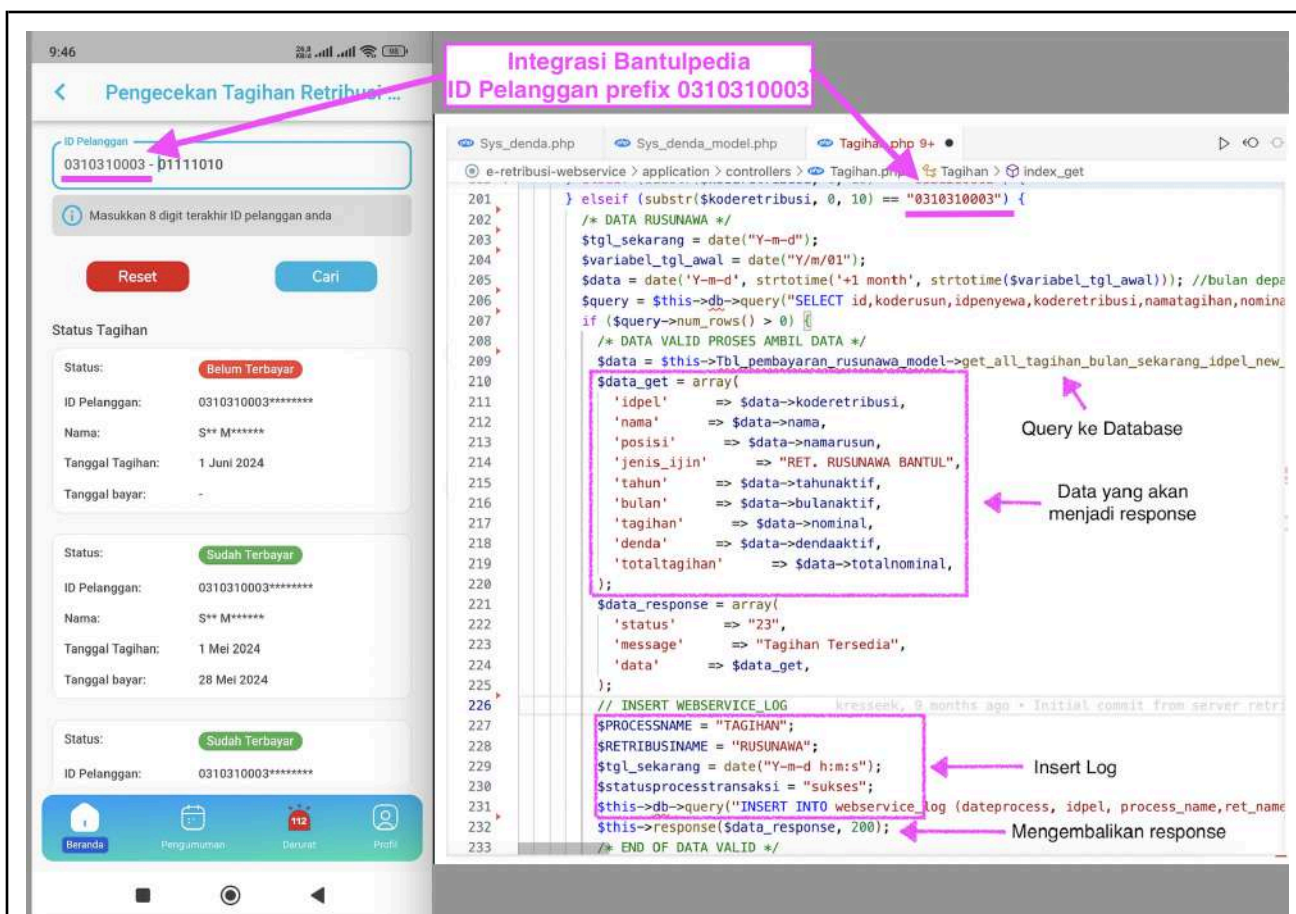 9:46
Integrasi Bantulpedia
ID Pelanggan prefix 0310310003
Pengecekan Tagihan Retribusi ...
ID Pelanggan
0310310003 - 01111010
Masukkan 8 digit terakhir ID pelanggan anda
Reset
Cari
Status Tagihan
Status:
Belum Terbayar
ID Pelanggan:
0310310003********
Nama:
S** M******
Tanggal Tagihan:
1 Juni 2024
Tanggal bayar:
-
Status:
Sudah Terbayar
ID Pelanggan:
0310310003********
Nama:
S** M******
Tanggal Tagihan:
1 Mei 2024
Tanggal bayar:
28 Mei 2024
Status:
Sudah Terbayar
ID Pelanggan:
0310310003********
Beranda
Pengumuman
112
Darurat
Profil
Sys_denda.php
Sys_denda_model.php
Tagihan.php 9+
e-retribusi-webservice > application > controllers > Tagihan.php > Tagihan > index_get
201 } elseif (substr($koderetribusi, 0, 10) == "0310310003") {
202 /* DATA RUSUNAWA */
203 $tgl_sekarang = date("Y-m-d");
204 $variabel_tgl_awal = date("Y/m/01");
205 $data = date('Y-m-d', strtotime('+1 month', strtotime($variabel_tgl_awal))); //bulan depa
206 $query = $this->db->query("SELECT id,koderusun,idpenyewa,koderetribusi,namatagihan,nomina
207 if ($query->num_rows() > 0) {
208 /* DATA VALID PROSES AMBIL DATA */
209 $data = $this->Tbl_pembayaran_rusunawa_model->get_all_tagihan_bulan_sekarang_idpel_new_
210 $data_get = array(
211 'idpel' => $data->koderetribusi,
212 'nama' => $data->nama,
213 'posisi' => $data->namarusun,
214 'jenis_ijin' => "RET. RUSUNAWA BANTUL",
215 'tahun' => $data->tahunaktif,
216 'bulan' => $data->bulanaktif,
217 'tagihan' => $data->nominal,
218 'denda' => $data->dendaaktif,
219 'totaltagihan' => $data->totalnominal,
220 );
221 $data_response = array(
222 'status' => "23",
223 'message' => "Tagihan Tersedia",
224 'data' => $data_get,
225 );
226 // INSERT WEBSERVICE_LOG kresseek, 9 months ago • Initial commit from server retri
227 $PROCESSNAME = "TAGIHAN";
228 $RETRIBUSINAME = "RUSUNAWA";
229 $tgl_sekarang = date("Y-m-d h:m:s");
230 $statusprocesstransaksi = "sukses";
231 $this->db->query("INSERT INTO webservice_log (dateprocess, idpel, process_name,ret_name
232 $this->response($data_response, 200);
233 /* END OF DATA VALID */
Query ke Database
Data yang akan
menjadi response
Insert Log
Mengembalikan response